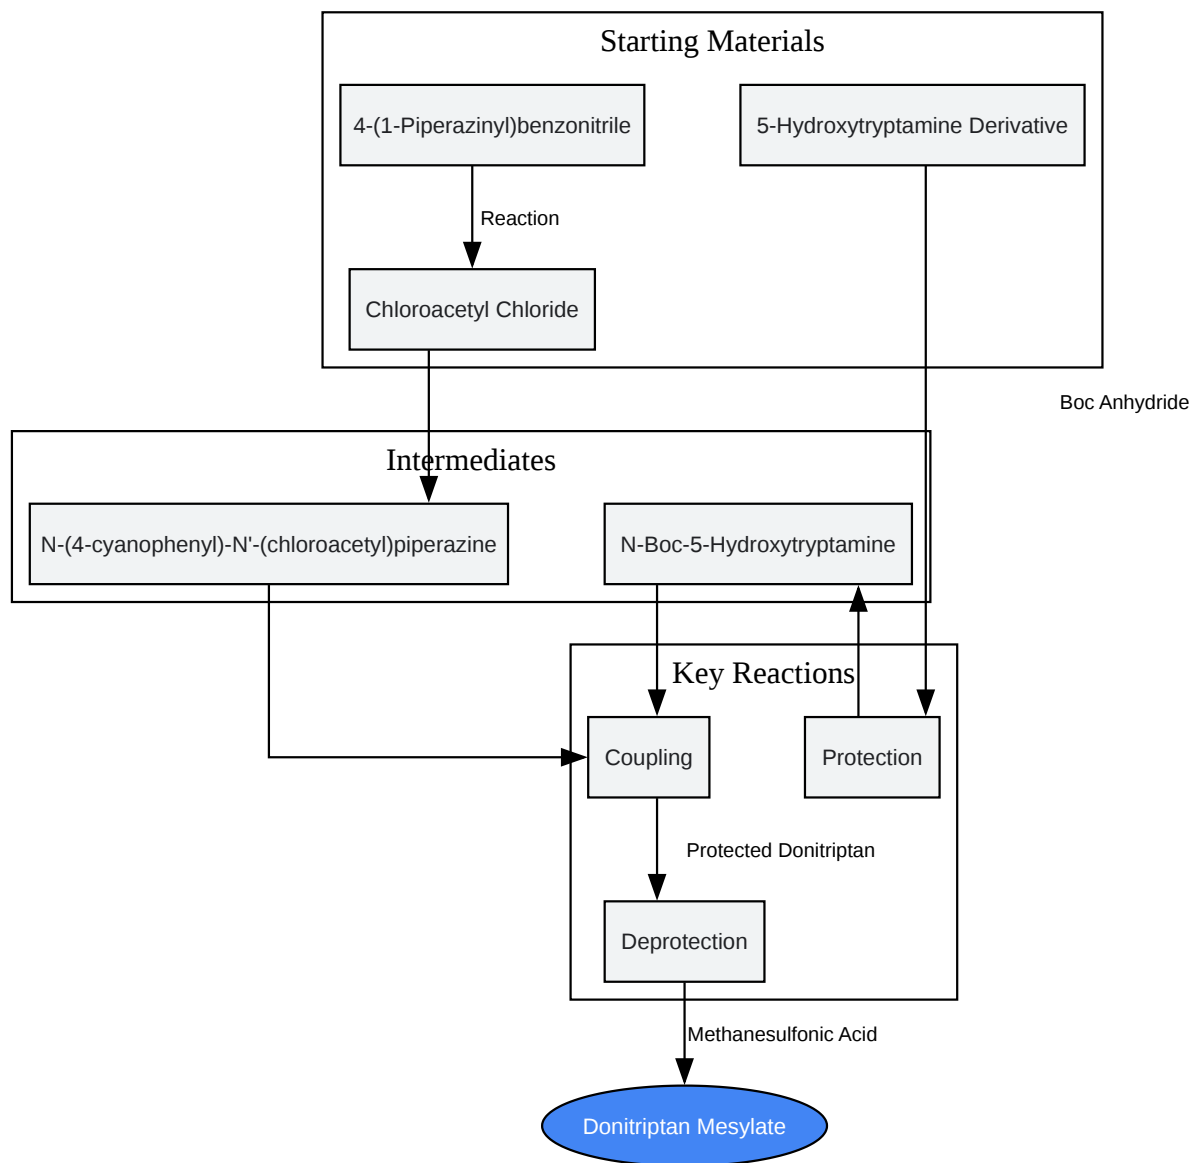 Starting Materials
4-(1-Piperazinyl)benzonitrile
5-Hydroxytryptamine Derivative
Reaction
Chloroacetyl Chloride
Boc Anhydride
Intermediates
N-(4-cyanophenyl)-N'-(chloroacetyl)piperazine
N-Boc-5-Hydroxytryptamine
Key Reactions
Coupling
Protection
Protected Donitriptan
Deprotection
Methanesulfonic Acid
Donitriptan Mesylate